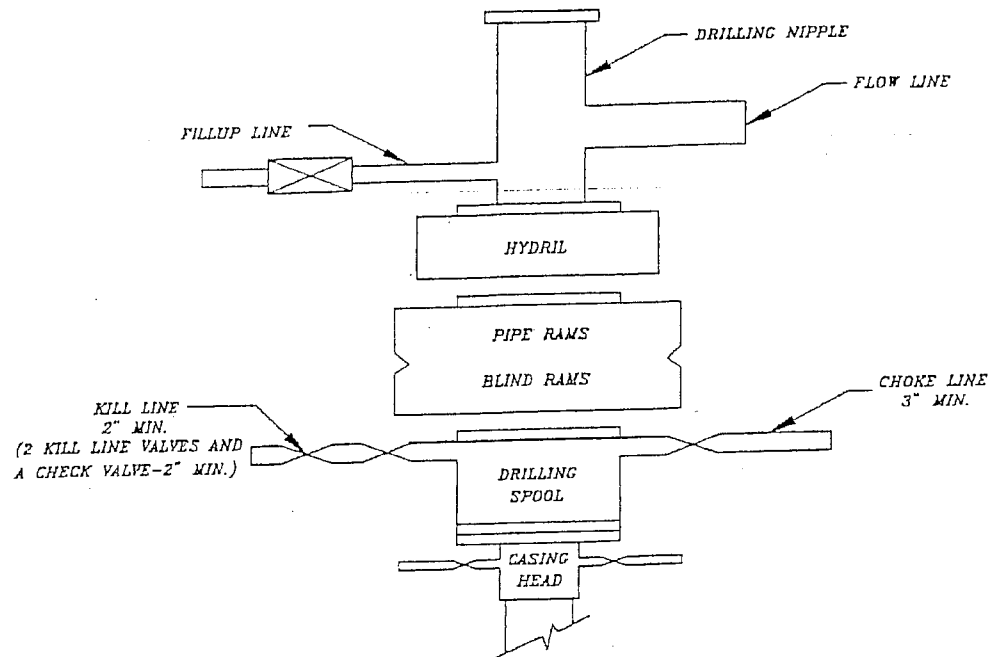 DRILLING NIPPLE
FLOW LINE
FILLUP LINE
HYDRIL
PIPE RAMS
BLIND RAMS
CHOKE LINE
3" MIN.
KILL LINE
2" MIN.
(2 KILL LINE VALVES AND
A CHECK VALVE-2" MIN.)
DRILLING
SPOOL
CASING
HEAD